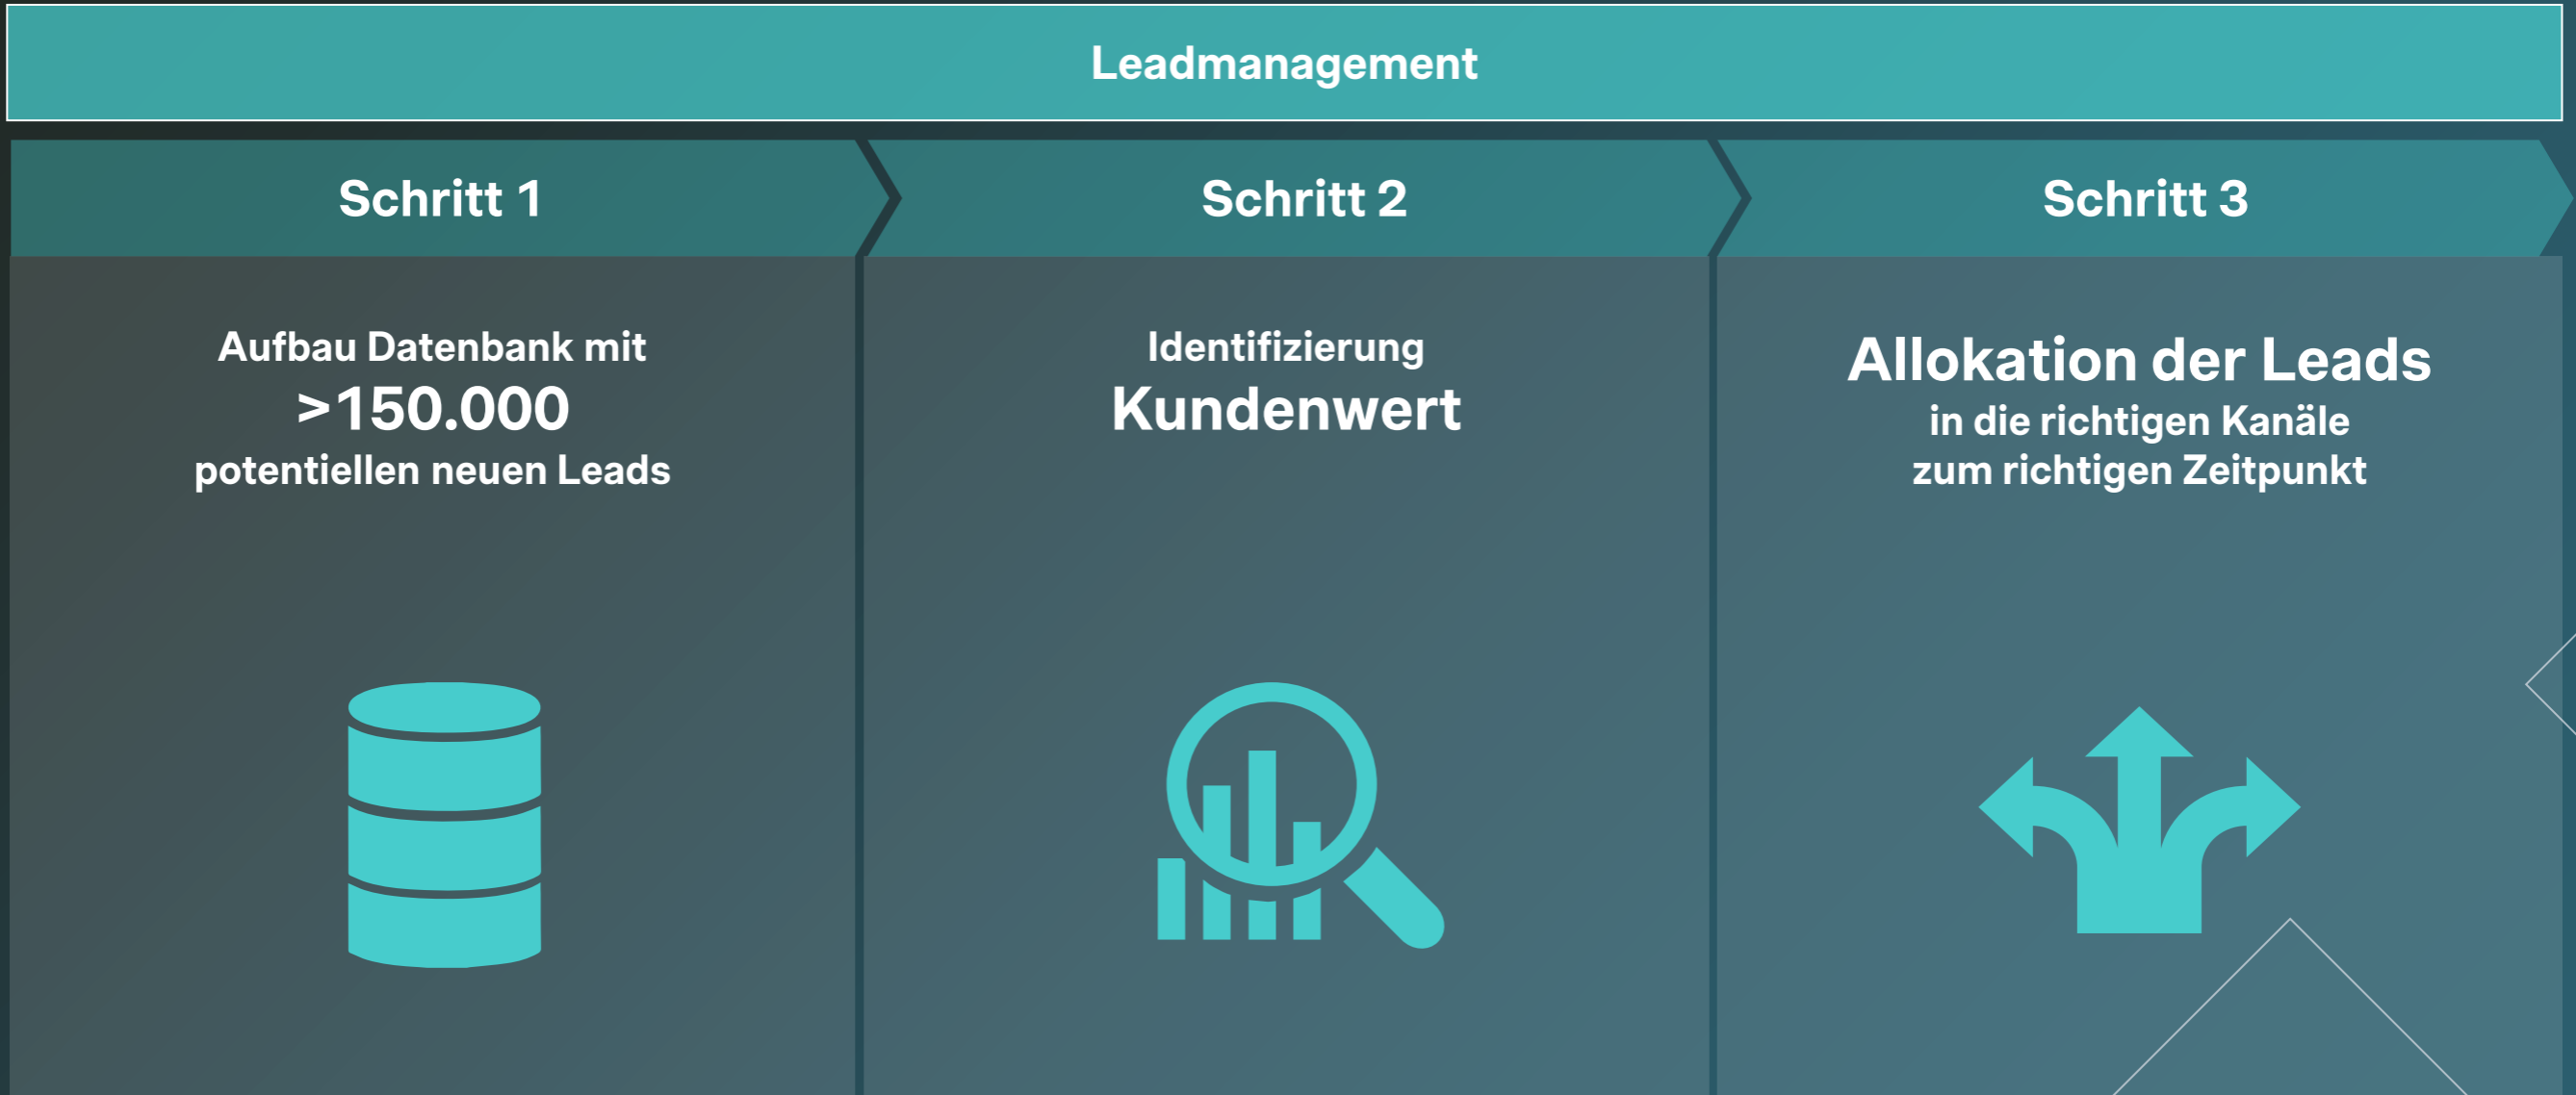 Leadmanagement
Schritt 1
Schritt 2
Schritt 3
Aufbau Datenbank mit
>150.000
potentiellen neuen Leads
Identifizierung
Kundenwert
Allokation der Leads
in die richtigen Kanäle
zum richtigen Zeitpunkt